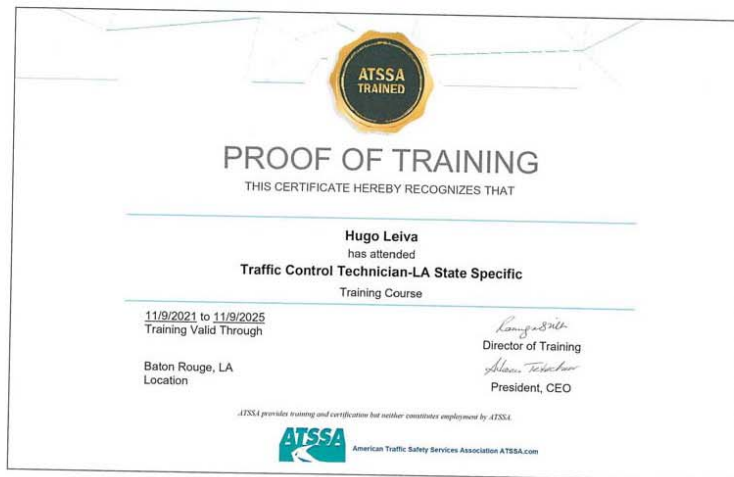 ATSSA
TRAINED
PROOF OF TRAINING
THIS CERTIFICATE HEREBY RECOGNIZES THAT
Hugo Leiva
has attended
Traffic Control Technician-LA State Specific
Training Course
11/9/2021 to 11/9/2025
Training Valid Through
Director of Training
Baton Rouge, LA
Location
President, CEO
ATSSA provides training and certification but neither constitutes employment by ATSSA.
ATSSA
American Traffic Safety Services Association ATSSA.com